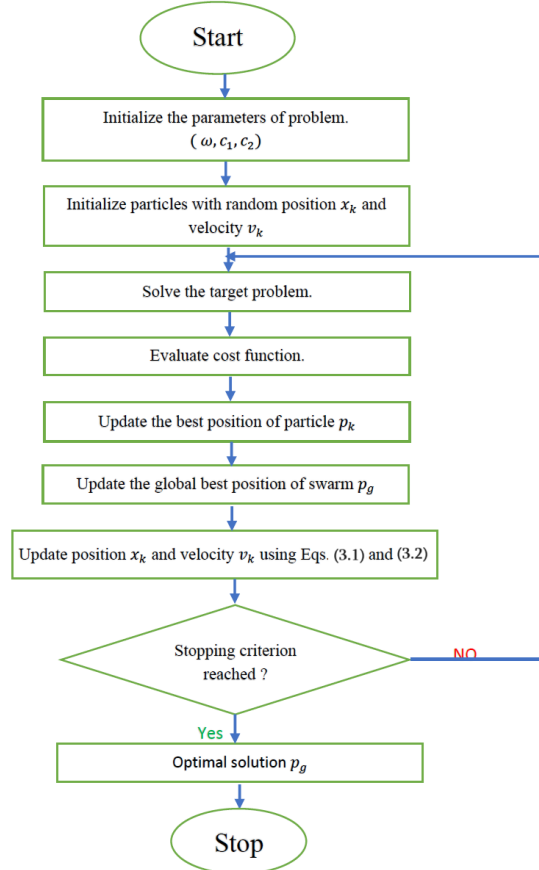 Start
Initialize the parameters of problem.
( ω, c₁, c₂)
Initialize particles with random position xₖ and
velocity vₖ
Solve the target problem.
Evaluate cost function.
Update the best position of particle pₖ
Update the global best position of swarm p_g
Update position xₖ and velocity vₖ using Eqs. (3.1) and (3.2)
Stopping criterion
reached ?
NO
Yes
Optimal solution p_g
Stop